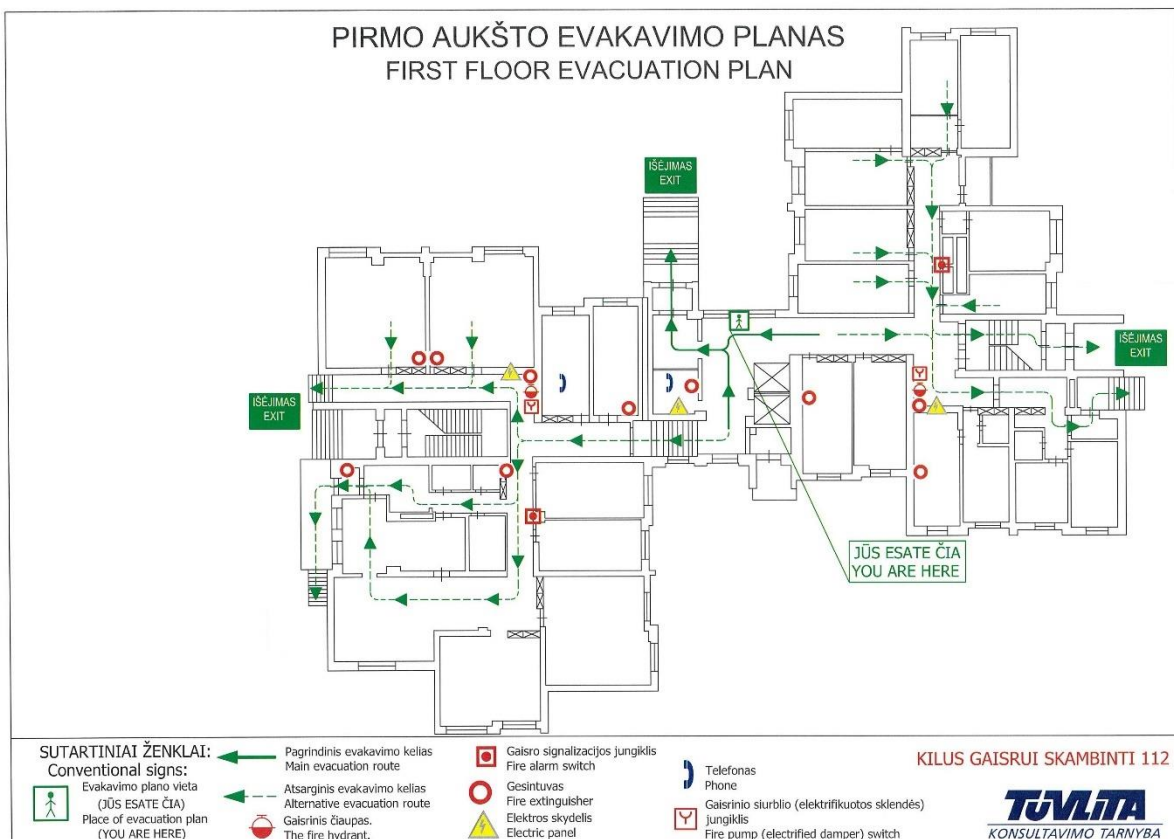 PIRMO AUKŠTO EVAKAVIMO PLANAS
FIRST FLOOR EVACUATION PLAN
IŠĖJIMAS
EXIT
IŠĖJIMAS
EXIT
IŠĖJIMAS
EXIT
JŪS ESATE ČIA
YOU ARE HERE
SUTARTINIAI ŽENKLAI:
Conventional signs:
Evakavimo plano vieta
(JŪS ESATE ČIA)
Place of evacuation plan
(YOU ARE HERE)
Pagrindinis evakavimo kelias
Main evacuation route
Atsarginis evakavimo kelias
Alternative evacuation route
Gaisrinis čiaupas.
The fire hydrant.
Gaisro signalizacijos jungiklis
Fire alarm switch
Gesintuvas
Fire extinguisher
Elektros skydelis
Electric panel
Telefonas
Phone
Gaisrinio siurblio (elektrifikuotos sklendės)
jungiklis
Fire pump (electrified damper) switch
KILUS GAISRUI SKAMBINTI 112
TŪVLITA
KONSULTAVIMO TARNYBA